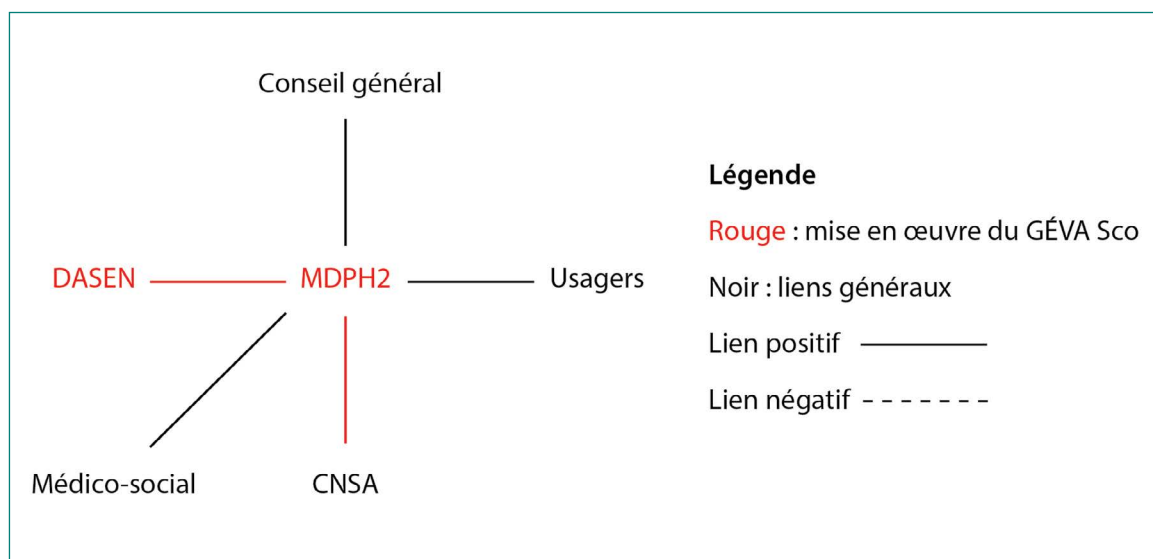 Conseil général
DASEN
MDPH2
Usagers
Médico-social
CNSA
Légende
Rouge : mise en œuvre du GÉVA Sco
Noir : liens généraux
Lien positif
Lien négatif